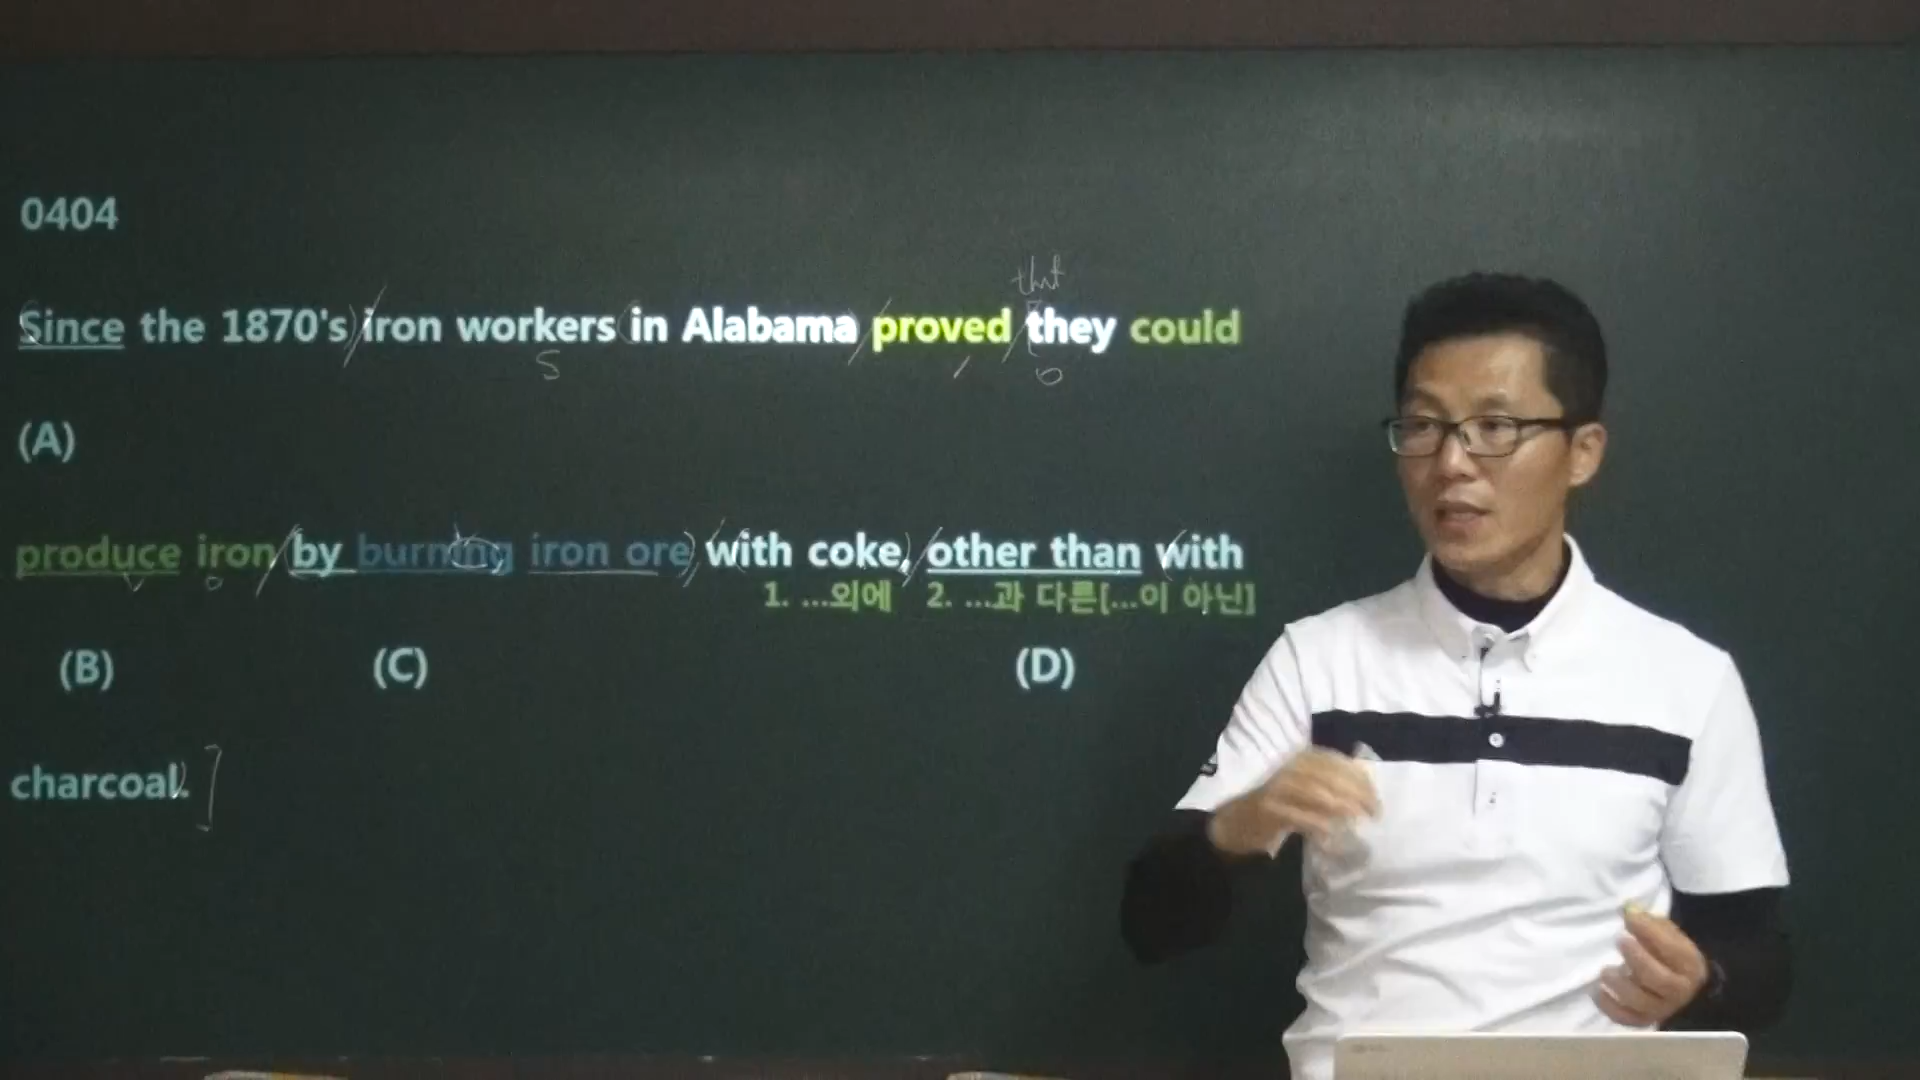 0404
that
Since the 1870's iron workers in Alabama proved they could
S o
(A)
produce iron by burning iron ore with coke, other than with
1. ...외에 2. ...과 다른[...이 아닌]
(B) (C) (D)
charcoal. ]